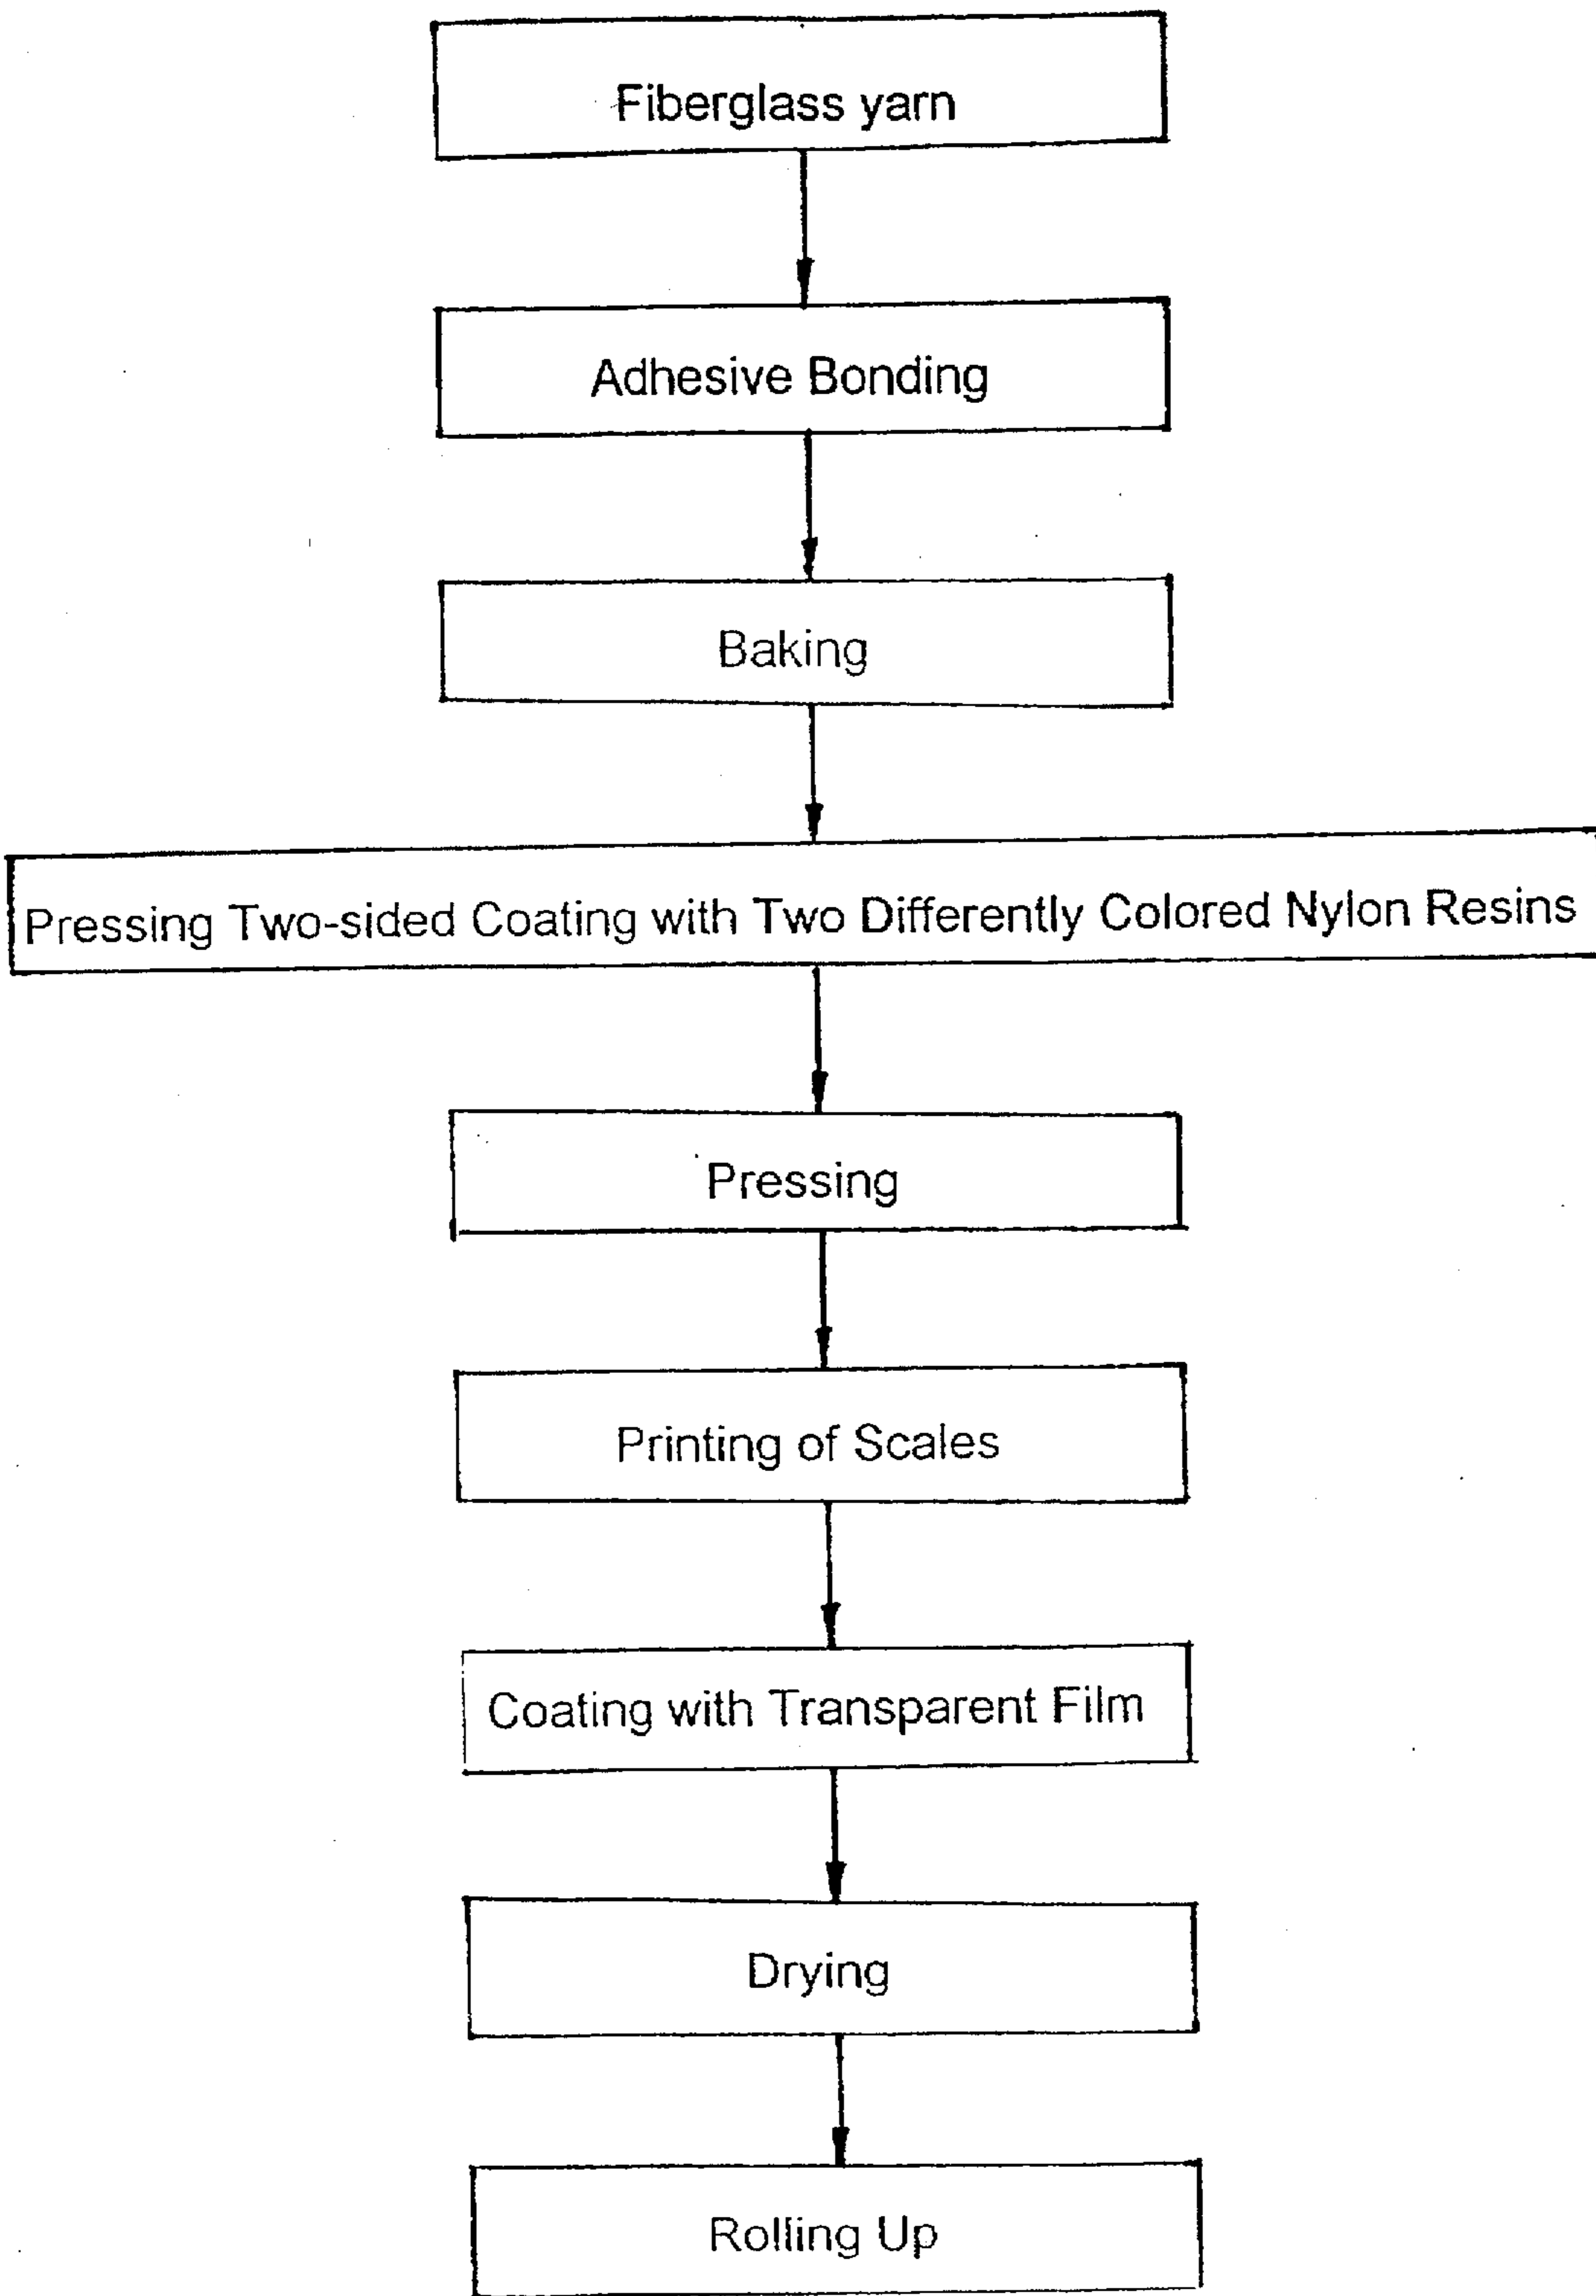 Fiberglass yarn
Adhesive Bonding
Baking
Pressing Two-sided Coating with Two Differently Colored Nylon Resins
Pressing
Printing of Scales
Coating with Transparent Film
Drying
Rolling Up